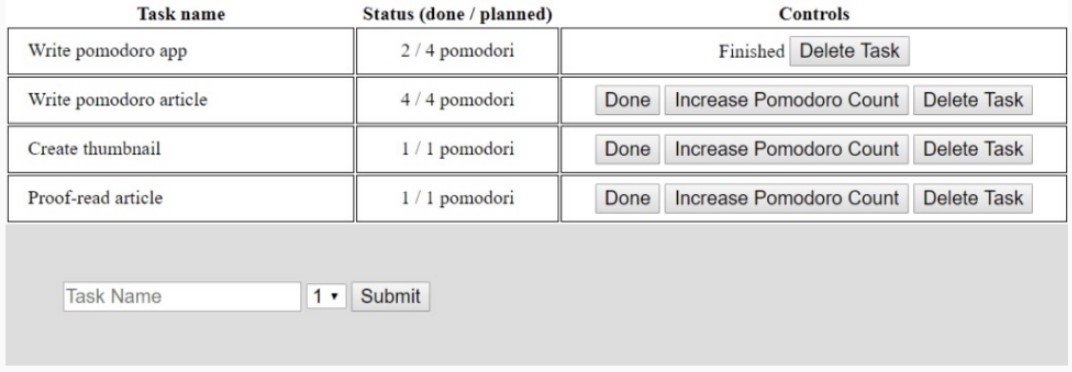 Task name Status (done / planned) Controls
Write pomodoro app 2 / 4 pomodori Finished Delete Task
Write pomodoro article 4 / 4 pomodori Done Increase Pomodoro Count Delete Task
Create thumbnail 1 / 1 pomodori Done Increase Pomodoro Count Delete Task
Proof-read article 1 / 1 pomodori Done Increase Pomodoro Count Delete Task
Task Name 1 Submit